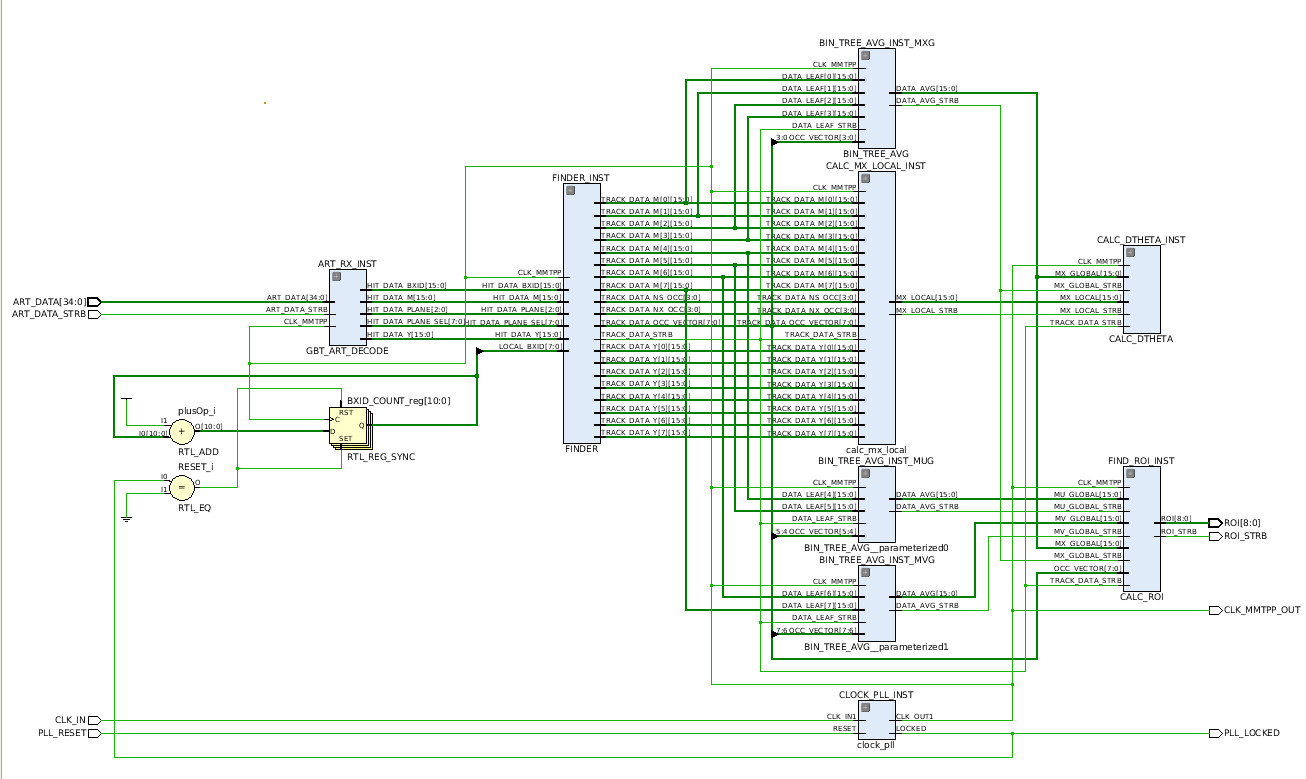 BIN_TREE_AVG_INST_MXG
CLK_MMTPP
DATA_LEAF[0][15:0]
DATA_LEAF[1][15:0]
DATA_LEAF[2][15:0]
DATA_LEAF[3][15:0]
DATA_LEAF_STRB
3:0 OCC_VECTOR[3:0]
DATA_AVG[15:0]
DATA_AVG_STRB
BIN_TREE_AVG
CALC_MX_LOCAL_INST
CLK_MMTPP
TRACK_DATA_M[0][15:0]
TRACK_DATA_M[1][15:0]
TRACK_DATA_M[2][15:0]
TRACK_DATA_M[3][15:0]
TRACK_DATA_M[4][15:0]
TRACK_DATA_M[5][15:0]
TRACK_DATA_M[6][15:0]
TRACK_DATA_M[7][15:0]
TRACK_DATA_NS_OCC[3:0]
TRACK_DATA_NX_OCC[3:0]
TRACK_DATA_OCC_VECTOR[7:0]
TRACK_DATA_STRB
TRACK_DATA_Y[0][15:0]
TRACK_DATA_Y[1][15:0]
TRACK_DATA_Y[2][15:0]
TRACK_DATA_Y[3][15:0]
TRACK_DATA_Y[4][15:0]
TRACK_DATA_Y[5][15:0]
TRACK_DATA_Y[6][15:0]
TRACK_DATA_Y[7][15:0]
MX_LOCAL[15:0]
MX_LOCAL_STRB
calc_mx_local
FINDER_INST
CLK_MMTPP
HIT_DATA_BXID[15:0]
HIT_DATA_M[15:0]
HIT_DATA_PLANE[2:0]
HIT_DATA_PLANE_SEL[7:0]
HIT_DATA_Y[15:0]
LOCAL_BXID[7:0]
TRACK_DATA_M[0][15:0]
TRACK_DATA_M[1][15:0]
TRACK_DATA_M[2][15:0]
TRACK_DATA_M[3][15:0]
TRACK_DATA_M[4][15:0]
TRACK_DATA_M[5][15:0]
TRACK_DATA_M[6][15:0]
TRACK_DATA_M[7][15:0]
TRACK_DATA_NS_OCC[3:0]
TRACK_DATA_NX_OCC[3:0]
TRACK_DATA_OCC_VECTOR[7:0]
TRACK_DATA_STRB
TRACK_DATA_Y[0][15:0]
TRACK_DATA_Y[1][15:0]
TRACK_DATA_Y[2][15:0]
TRACK_DATA_Y[3][15:0]
TRACK_DATA_Y[4][15:0]
TRACK_DATA_Y[5][15:0]
TRACK_DATA_Y[6][15:0]
TRACK_DATA_Y[7][15:0]
FINDER
ART_RX_INST
ART_DATA[34:0]
ART_DATA_STRB
ART_DATA[34:0]
ART_DATA_STRB
CLK_MMTPP
HIT_DATA_BXID[15:0]
HIT_DATA_M[15:0]
HIT_DATA_PLANE[2:0]
HIT_DATA_PLANE_SEL[7:0]
HIT_DATA_Y[15:0]
GBT_ART_DECODE
CALC_DTHETA_INST
CLK_MMTPP
MX_GLOBAL[15:0]
MX_GLOBAL_STRB
MX_LOCAL[15:0]
MX_LOCAL_STRB
TRACK_DATA_STRB
CALC_DTHETA
plusOp_i
I1
I0[10:0]
+
O[10:0]
RTL_ADD
BXID_COUNT_reg[10:0]
RST
C
D
Q
SET
RTL_REG_SYNC
RESET_i
I0
I1
=
O
RTL_EQ
BIN_TREE_AVG_INST_MUG
CLK_MMTPP
DATA_LEAF[4][15:0]
DATA_LEAF[5][15:0]
DATA_LEAF_STRB
5:4 OCC_VECTOR[5:4]
DATA_AVG[15:0]
DATA_AVG_STRB
BIN_TREE_AVG__parameterized0
BIN_TREE_AVG_INST_MVG
CLK_MMTPP
DATA_LEAF[6][15:0]
DATA_LEAF[7][15:0]
DATA_LEAF_STRB
7:6 OCC_VECTOR[7:6]
DATA_AVG[15:0]
DATA_AVG_STRB
BIN_TREE_AVG__parameterized1
FIND_ROI_INST
CLK_MMTPP
MU_GLOBAL[15:0]
MU_GLOBAL_STRB
MV_GLOBAL[15:0]
MV_GLOBAL_STRB
MX_GLOBAL[15:0]
MX_GLOBAL_STRB
OCC_VECTOR[7:0]
TRACK_DATA_STRB
ROI[8:0]
ROI_STRB
CALC_ROI
ROI[8:0]
ROI_STRB
CLK_MMTPP_OUT
CLOCK_PLL_INST
CLK_IN
PLL_RESET
CLK_IN1
RESET
CLK_OUT1
LOCKED
clock_pll
PLL_LOCKED